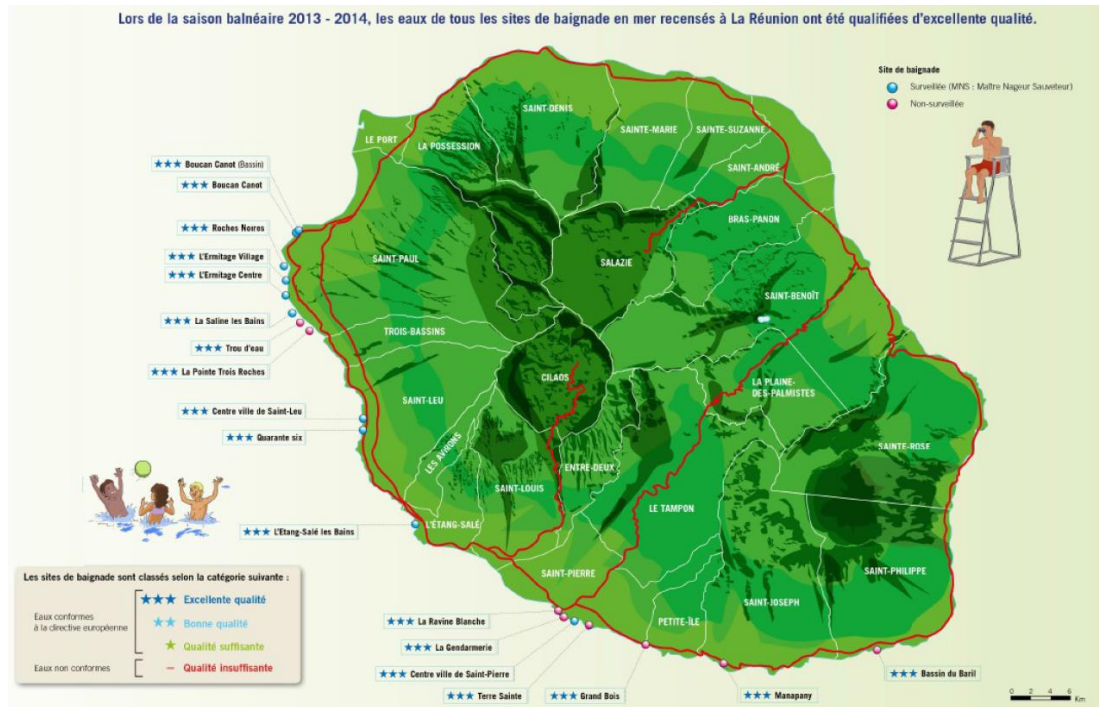 Lors de la saison balnéaire 2013 - 2014, les eaux de tous les sites de baignade en mer recensés à La Réunion ont été qualifiées d'excellente qualité.
Site de baignade
Surveillée (MNS : Maître Nageur Sauveteur)
Non-surveillée
SAINT-DENIS
SAINTE-MARIE
SAINTE-SUZANNE
LE PORT
LA POSSESSION
SAINT-ANDRÉ
BRAS-PANON
SAINT-PAUL
SALAZIE
SAINT-BENOÎT
TROIS-BASSINS
CILAOS
LA PLAINE-
DES-PALMISTES
SAINT-LEU
SAINTE-ROSE
LES AVIRONS
ENTRE-DEUX
SAINT-LOUIS
LE TAMPON
L'ÉTANG-SALÉ
SAINT-PIERRE
SAINT-PHILIPPE
SAINT-JOSEPH
PETITE-ÎLE
★★★ Boucan Canot (Bassin)
★★★ Boucan Canot
★★★ Roches Noires
★★★ L'Ermitage Village
★★★ L'Ermitage Centre
★★★ La Saline les Bains
★★★ Trou d'eau
★★★ La Pointe Trois Roches
★★★ Centre ville de Saint-Leu
★★★ Quarante six
★★★ L'Etang-Salé les Bains
★★★ La Ravine Blanche
★★★ La Gendarmerie
★★★ Centre ville de Saint-Pierre
★★★ Terre Sainte
★★★ Grand Bois
★★★ Manapany
★★★ Bassin du Baril
Les sites de baignade sont classés selon la catégorie suivante :
Eaux conformes
à la directive européenne
★★★ Excellente qualité
★★ Bonne qualité
★ Qualité suffisante
Eaux non conformes
– Qualité insuffisante
0 2 4 6
Km